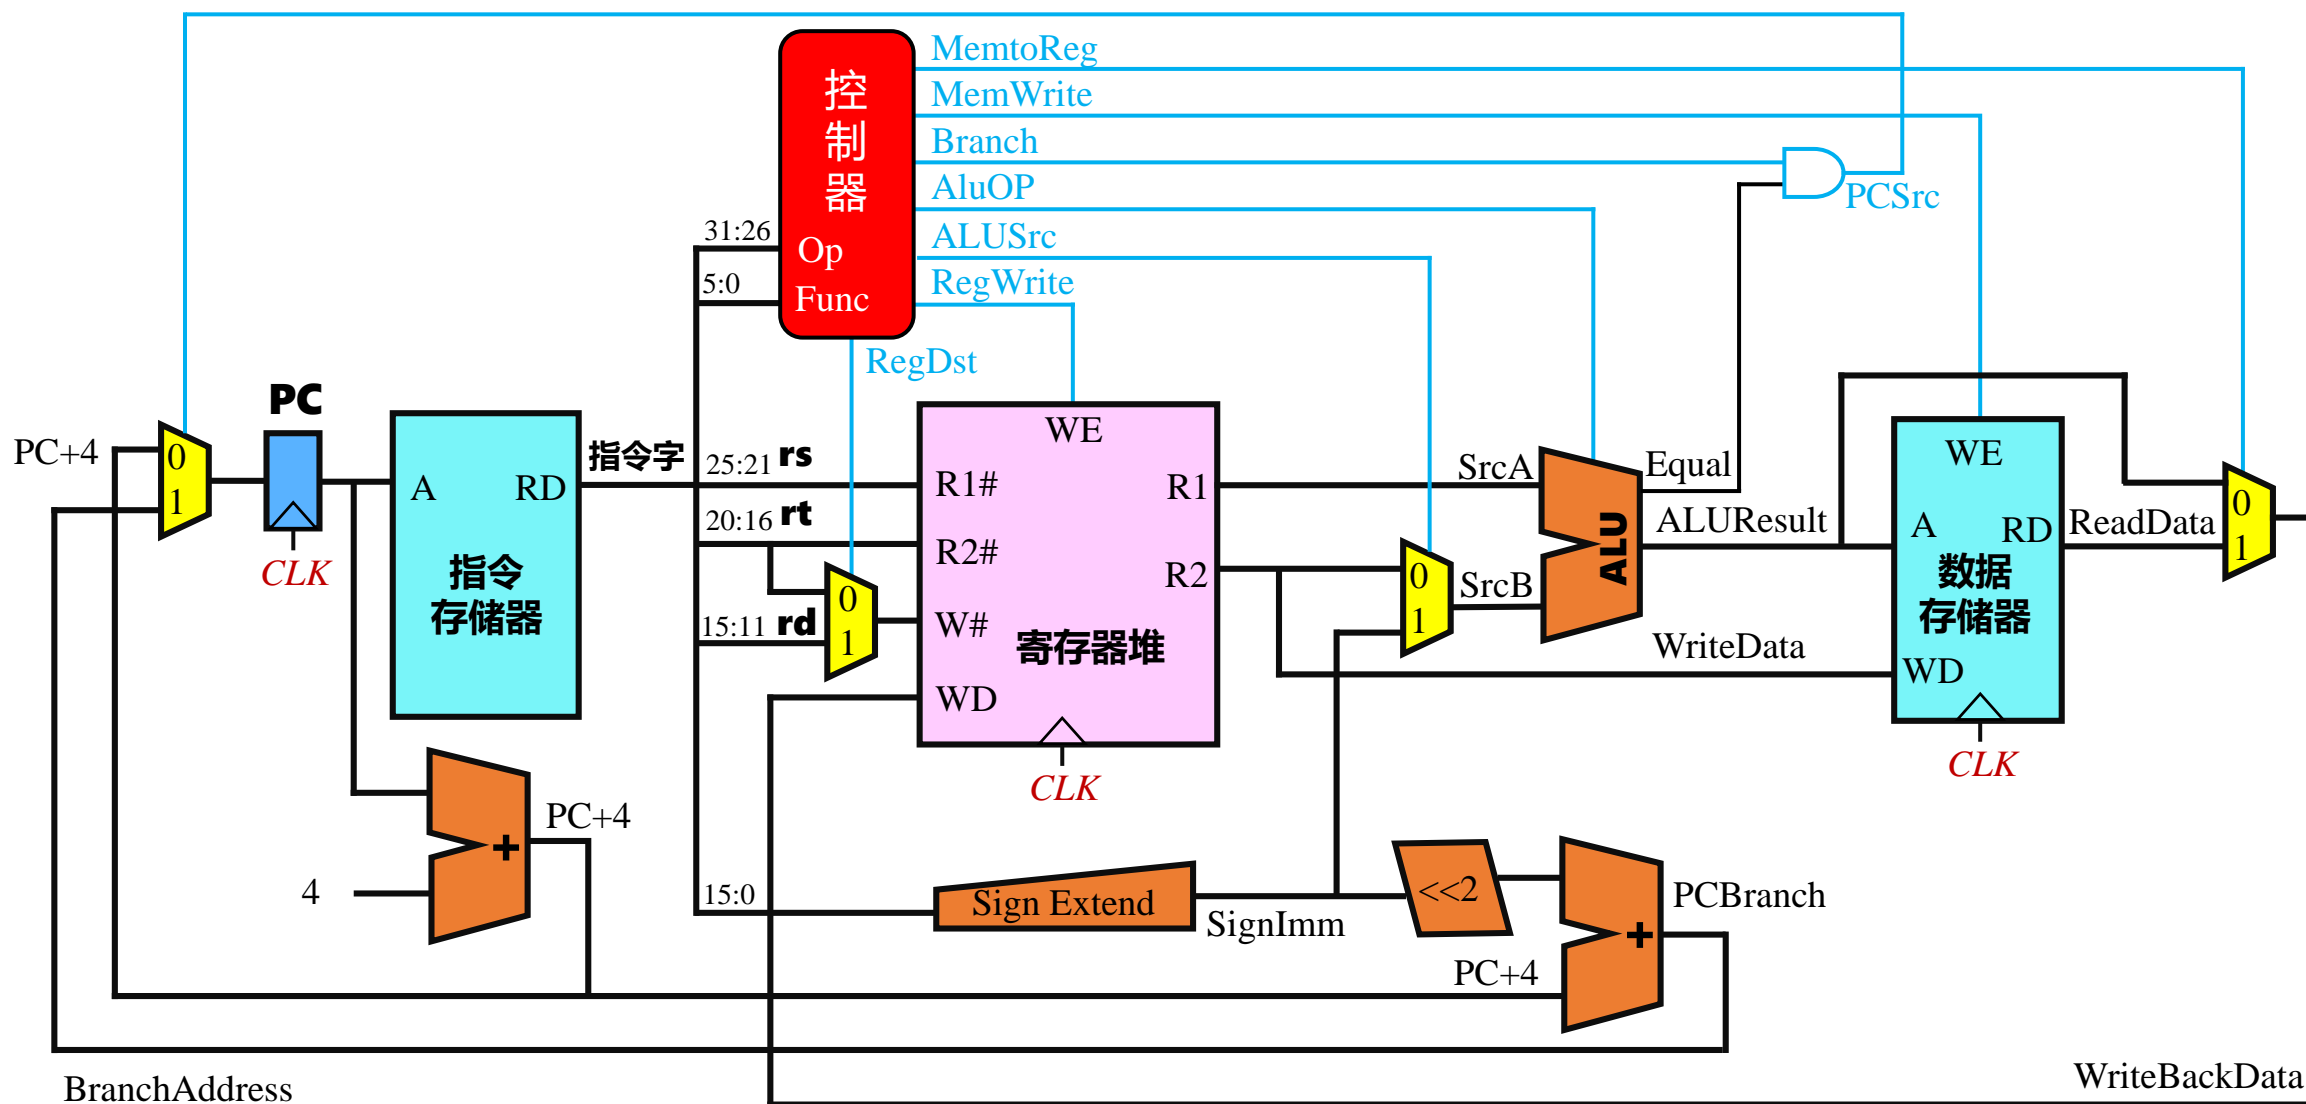 MemtoReg
MemWrite
Branch
AluOP
ALUSrc
RegWrite
控
制
器
Op
Func
31:26
5:0
RegDst
PCSrc
PC
PC+4
0
1
CLK
A
RD
指令
存储器
指令字
25:21 rs
20:16 rt
15:11 rd
0
1
WE
R1#
R2#
W#
WD
R1
R2
寄存器堆
CLK
SrcA
SrcB
0
1
ALU
Equal
ALUResult
WriteData
WE
A
RD
数据
存储器
WD
CLK
ReadData
0
1
4
+
PC+4
15:0
Sign Extend
SignImm
<<2
PC+4
+
PCBranch
BranchAddress
WriteBackData